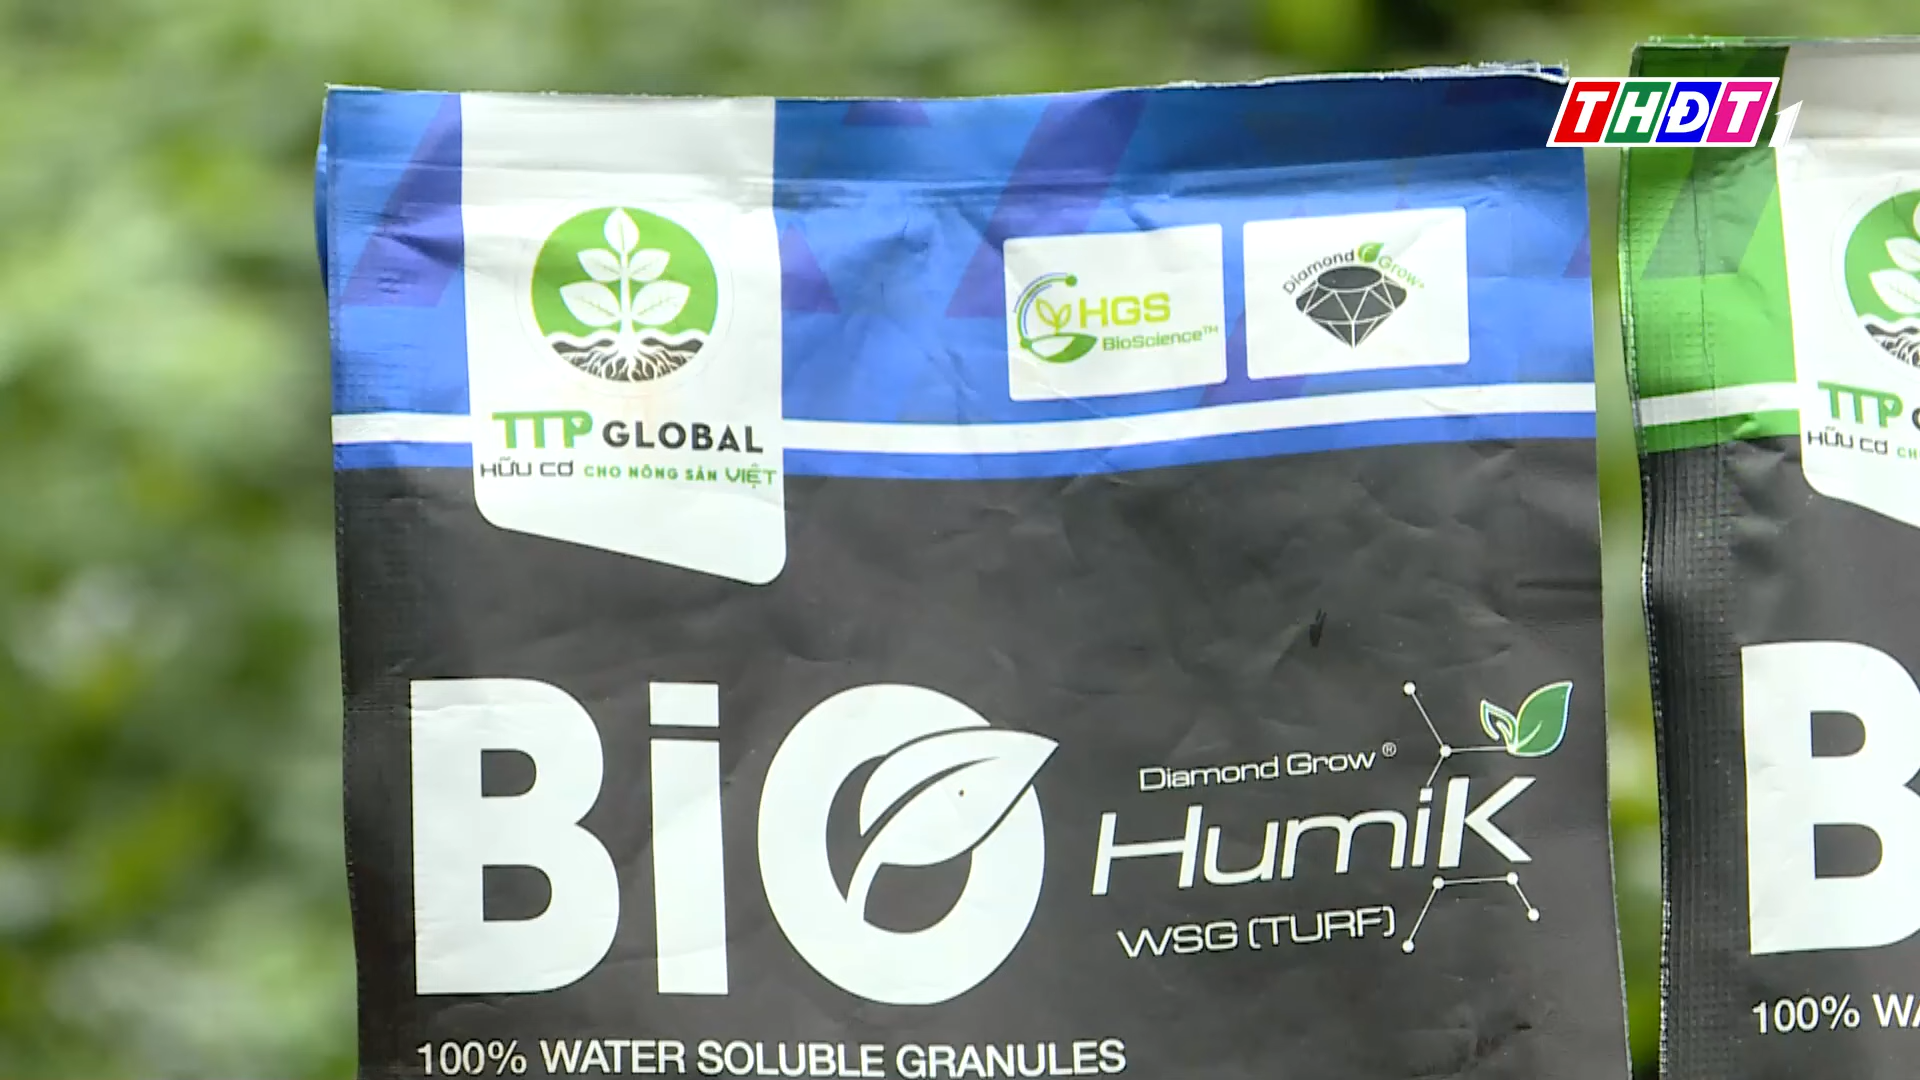 THĐT1
TTP GLOBAL
HỮU CƠ CHO NÔNG SẢN VIỆT
HGS
BioScience™
Diamond Grow
BiO
Diamond Grow ®
HumiK
WSG (TURF)
100% WATER SOLUBLE GRANULES
TTP
HỮU CƠ
B
100%